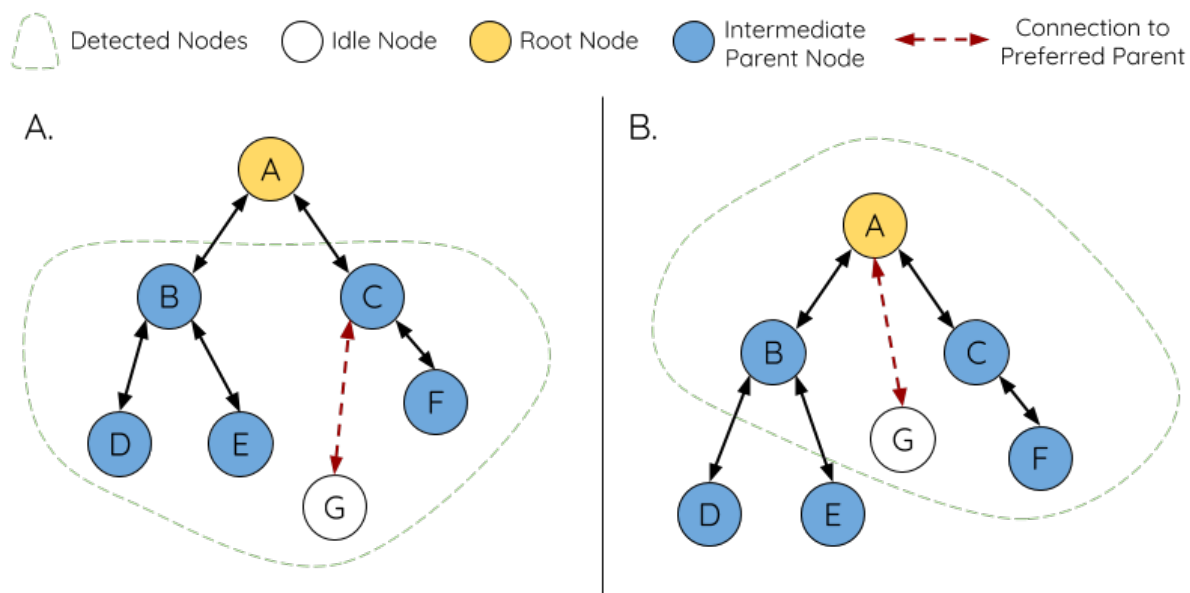 Detected Nodes
Idle Node
Root Node
Intermediate
Parent Node
Connection to
Preferred Parent
A.
A
B
C
D
E
F
G
B.
A
B
C
G
F
D
E